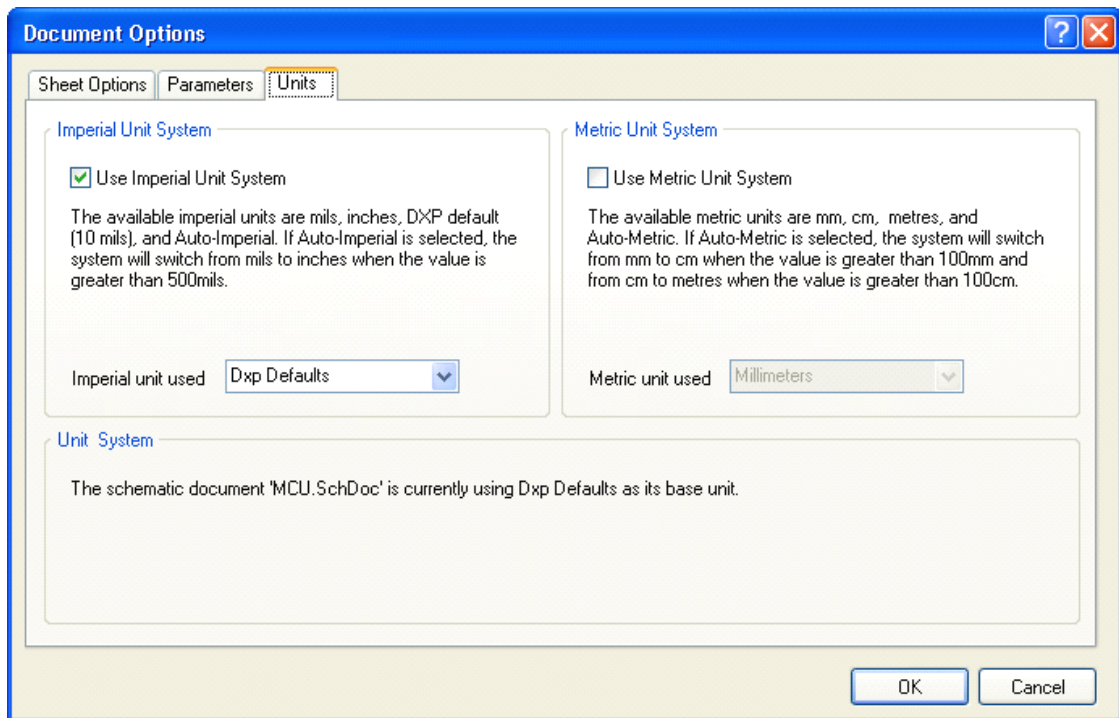 Document Options
Sheet Options Parameters Units
Imperial Unit System
Use Imperial Unit System
The available imperial units are mils, inches, DXP default
(10 mils), and Auto-Imperial. If Auto-Imperial is selected, the
system will switch from mils to inches when the value is
greater than 500mils.
Imperial unit used Dxp Defaults
Metric Unit System
Use Metric Unit System
The available metric units are mm, cm, metres, and
Auto-Metric. If Auto-Metric is selected, the system will switch
from mm to cm when the value is greater than 100mm and
from cm to metres when the value is greater than 100cm.
Metric unit used Millimeters
Unit System
The schematic document 'MCU.SchDoc' is currently using Dxp Defaults as its base unit.
OK Cancel